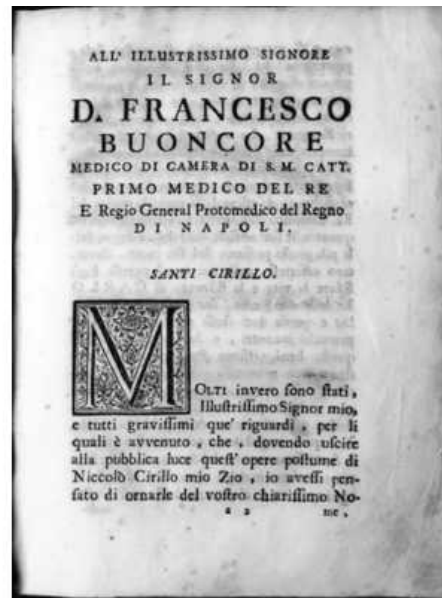 ALL' ILLUSTRISSIMO SIGNORE
IL SIGNOR
D. FRANCESCO
BUONCORE
MEDICO DI CAMERA DI S. M. CATT.
PRIMO MEDICO DEL RE
E Regio General Protomedico del Regno
DI NAPOLI.
SANTI CIRILLO.
MOLTI invero ſono ſtati,
Illuſtriſſimo Signor mio,
e tutti graviſſimi que' riguardi, per li
quali è avvenuto, che, dovendo uſcire
alla pubblica luce queſt' opere poſtume di
Niccolò Cirillo mio Zio, io aveſſi pen-
ſato di ornarle del voſtro chiariſſimo No-
a 2 me,